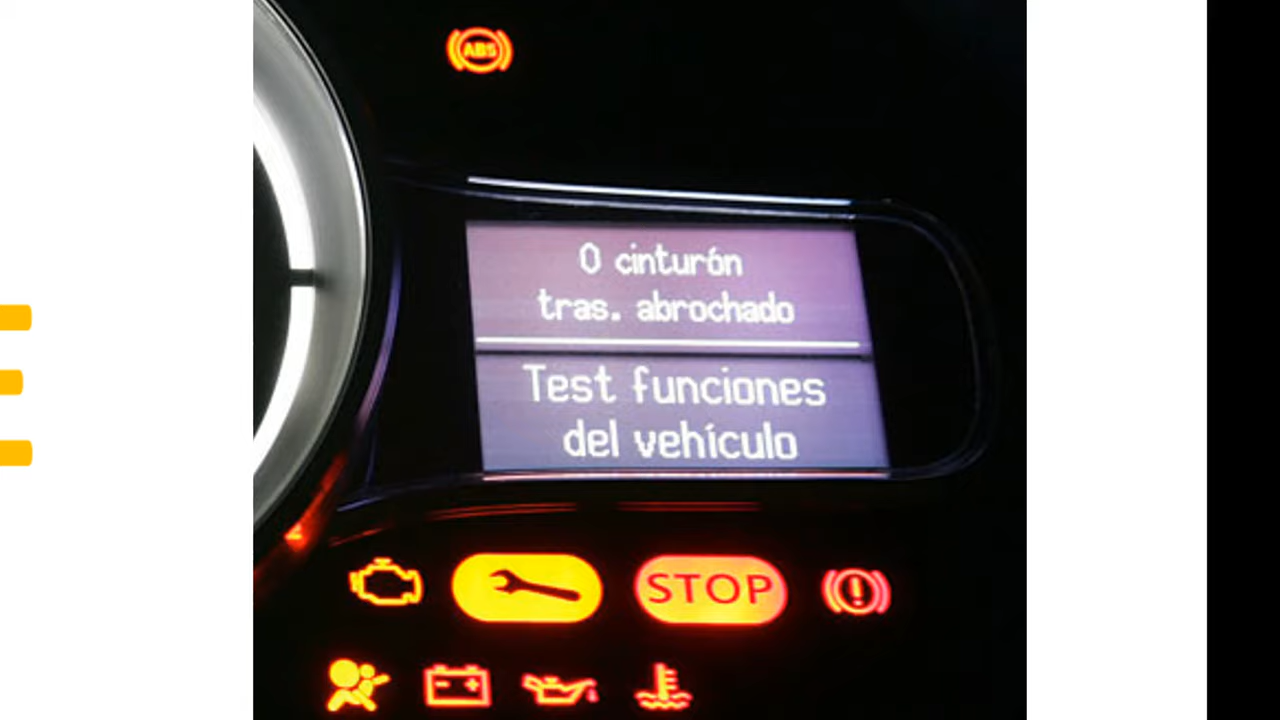 ABS
0 cinturón
tras. abrochado
Test funciones
del vehículo
STOP